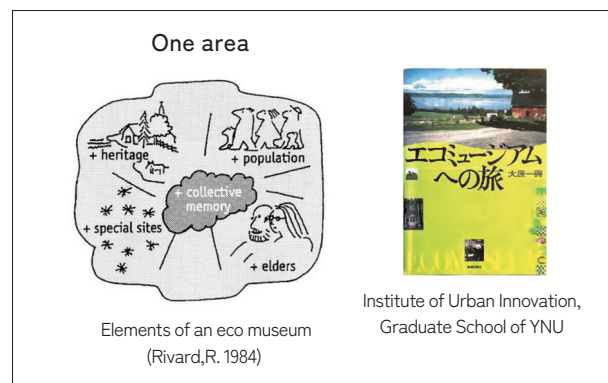 One area
+ heritage
+ population
+ collective
memory
+ special sites
+ elders
Elements of an eco museum
(Rivard,R. 1984)
エコミュージアム
への旅
大原一興
Institute of Urban Innovation,
Graduate School of YNU